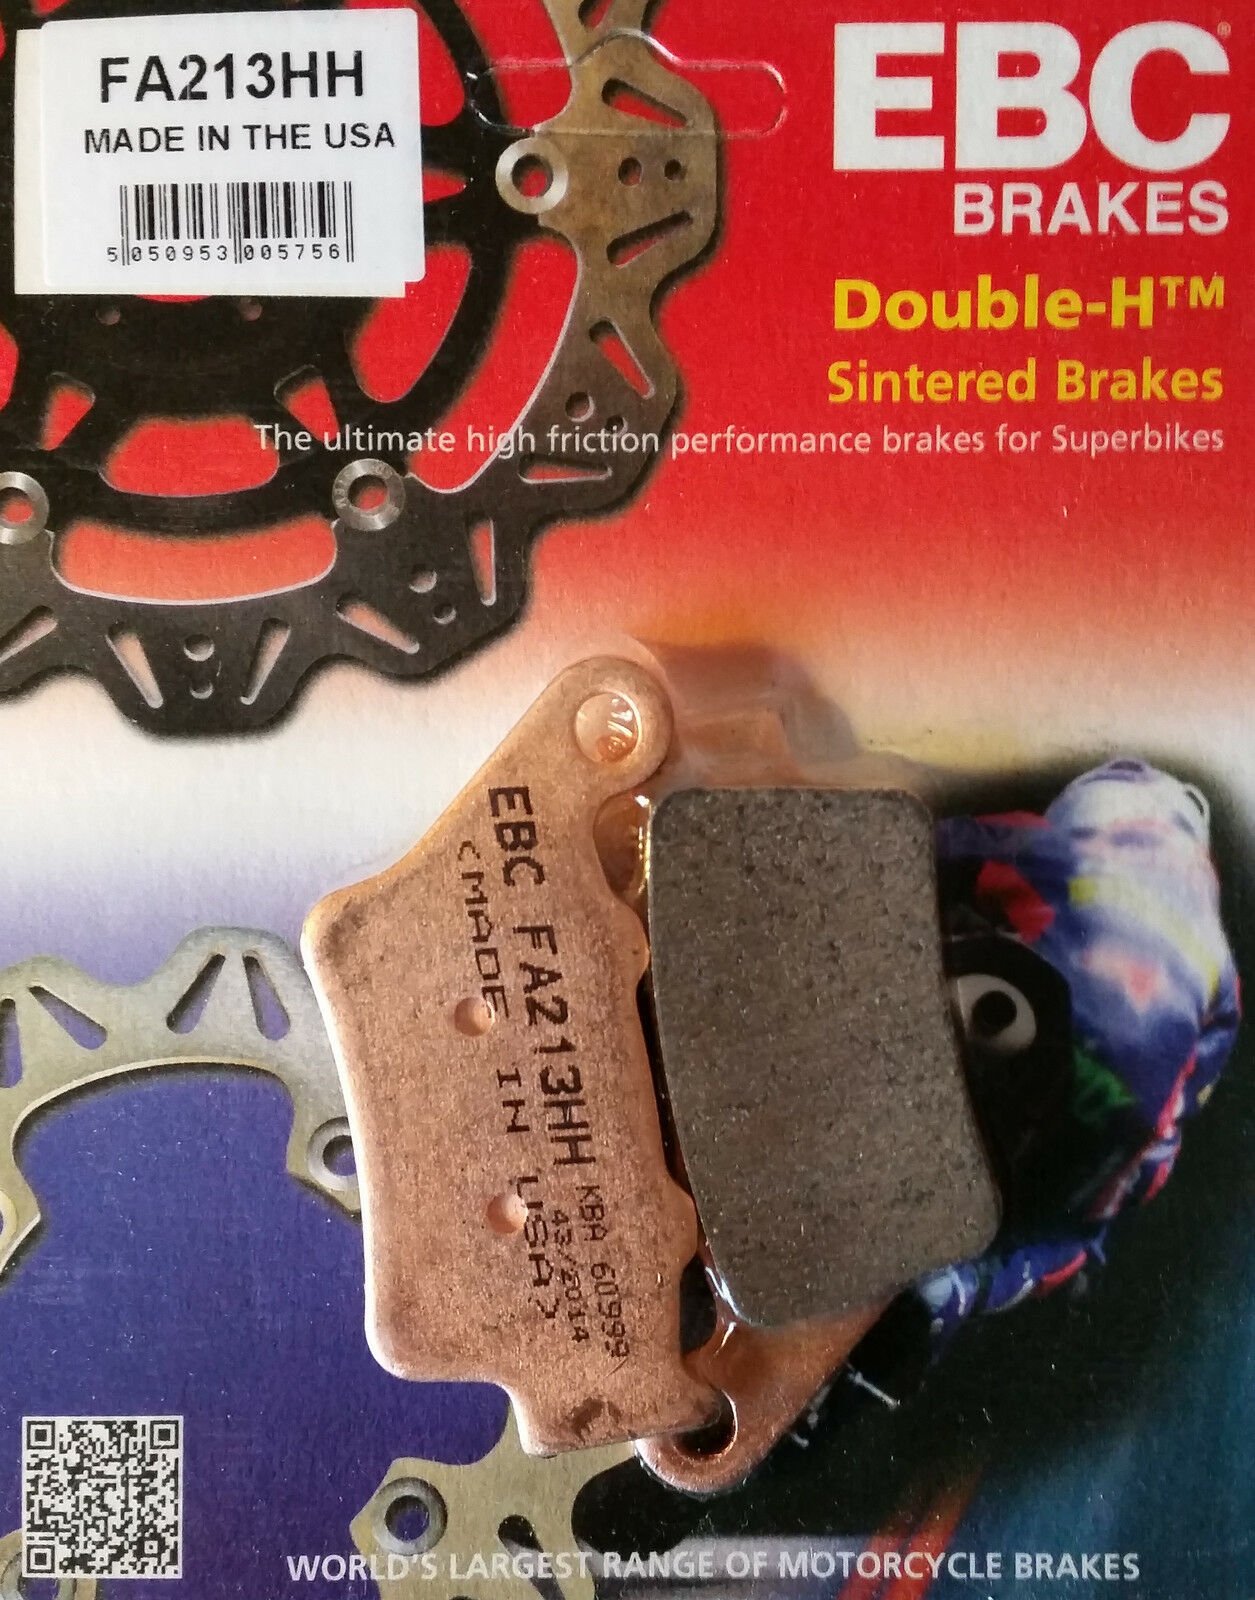 FA213HH
MADE IN THE USA
5 050953 005756
EBC®
BRAKES
Double-H™
Sintered Brakes
The ultimate high friction performance brakes for Superbikes
EBC FA213HH KBA 60999
<MADE IN USA> 43/2014
WORLD'S LARGEST RANGE OF MOTORCYCLE BRAKES